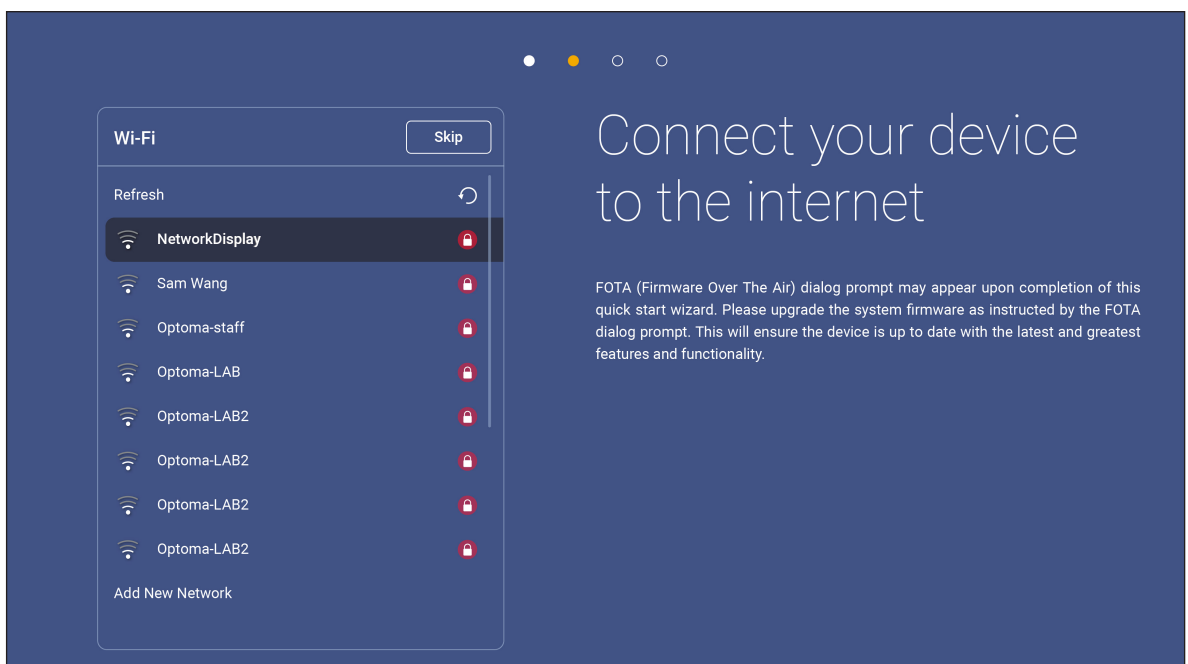 Wi-Fi
Skip
Refresh
NetworkDisplay
Sam Wang
Optoma-staff
Optoma-LAB
Optoma-LAB2
Optoma-LAB2
Optoma-LAB2
Optoma-LAB2
Add New Network
Connect your device
to the internet
FOTA (Firmware Over The Air) dialog prompt may appear upon completion of this
quick start wizard. Please upgrade the system firmware as instructed by the FOTA
dialog prompt. This will ensure the device is up to date with the latest and greatest
features and functionality.